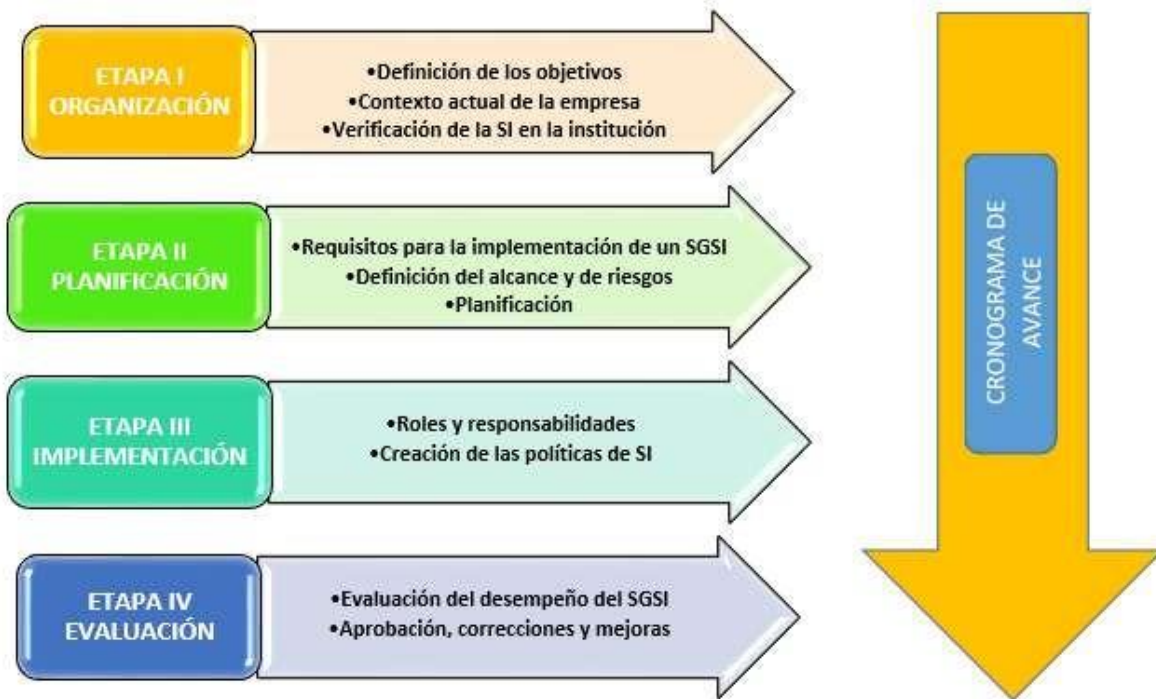 ETAPA I
ORGANIZACIÓN
•Definición de los objetivos
•Contexto actual de la empresa
•Verificación de la SI en la institución
ETAPA II
PLANIFICACIÓN
•Requisitos para la implementación de un SGSI
•Definición del alcance y de riesgos
•Planificación
ETAPA III
IMPLEMENTACIÓN
•Roles y responsabilidades
•Creación de las políticas de SI
ETAPA IV
EVALUACIÓN
•Evaluación del desempeño del SGSI
•Aprobación, correcciones y mejoras
CRONOGRAMA DE
AVANCE